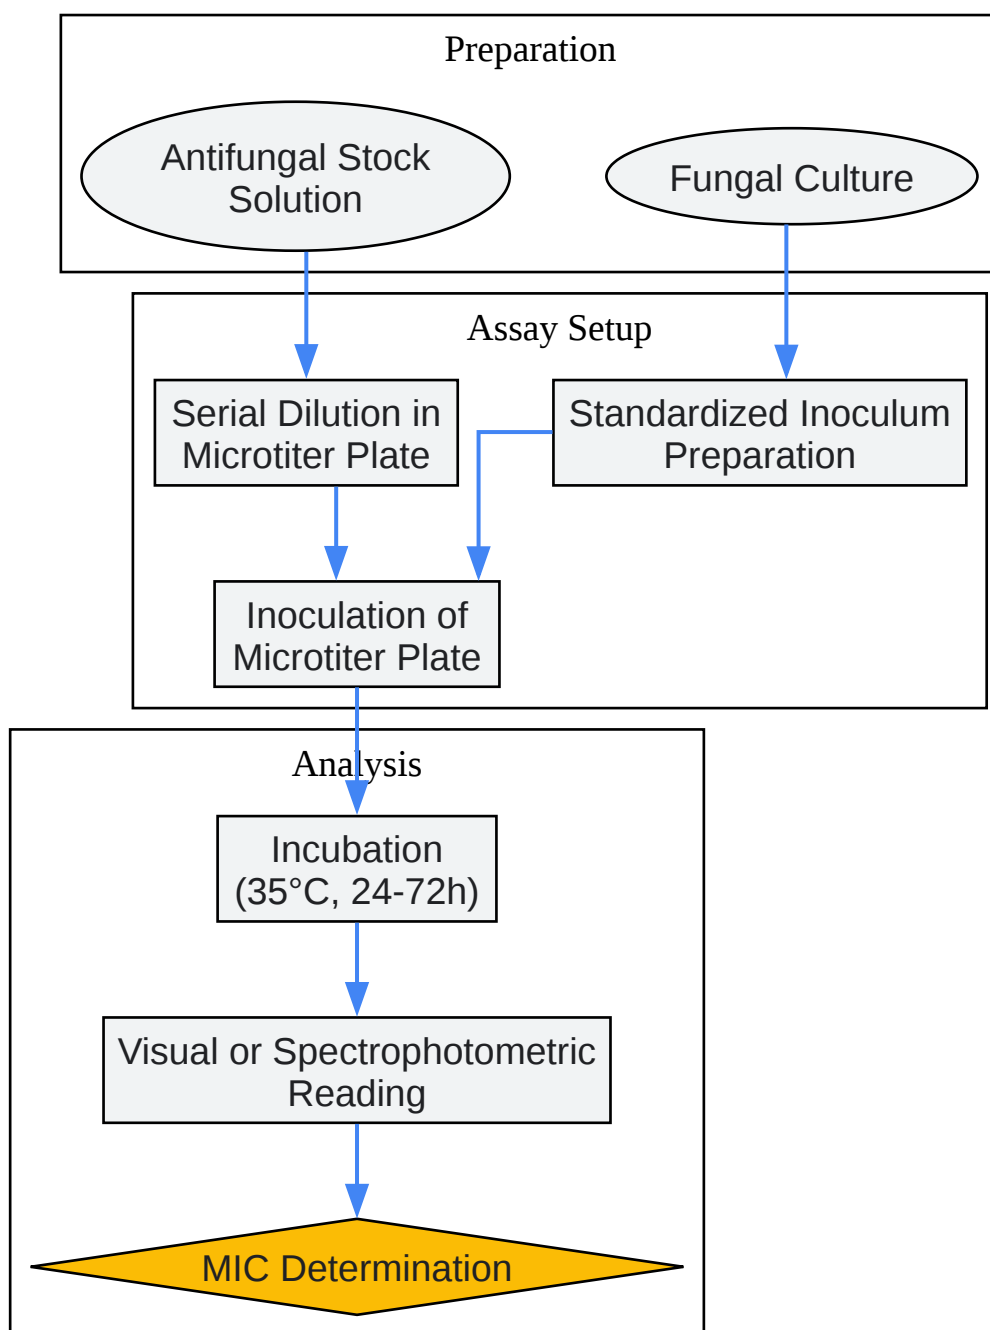 Preparation
Antifungal Stock
Solution
Fungal Culture
Assay Setup
Serial Dilution in
Microtiter Plate
Standardized Inoculum
Preparation
Inoculation of
Microtiter Plate
Analysis
Incubation
(35°C, 24-72h)
Visual or Spectrophotometric
Reading
MIC Determination